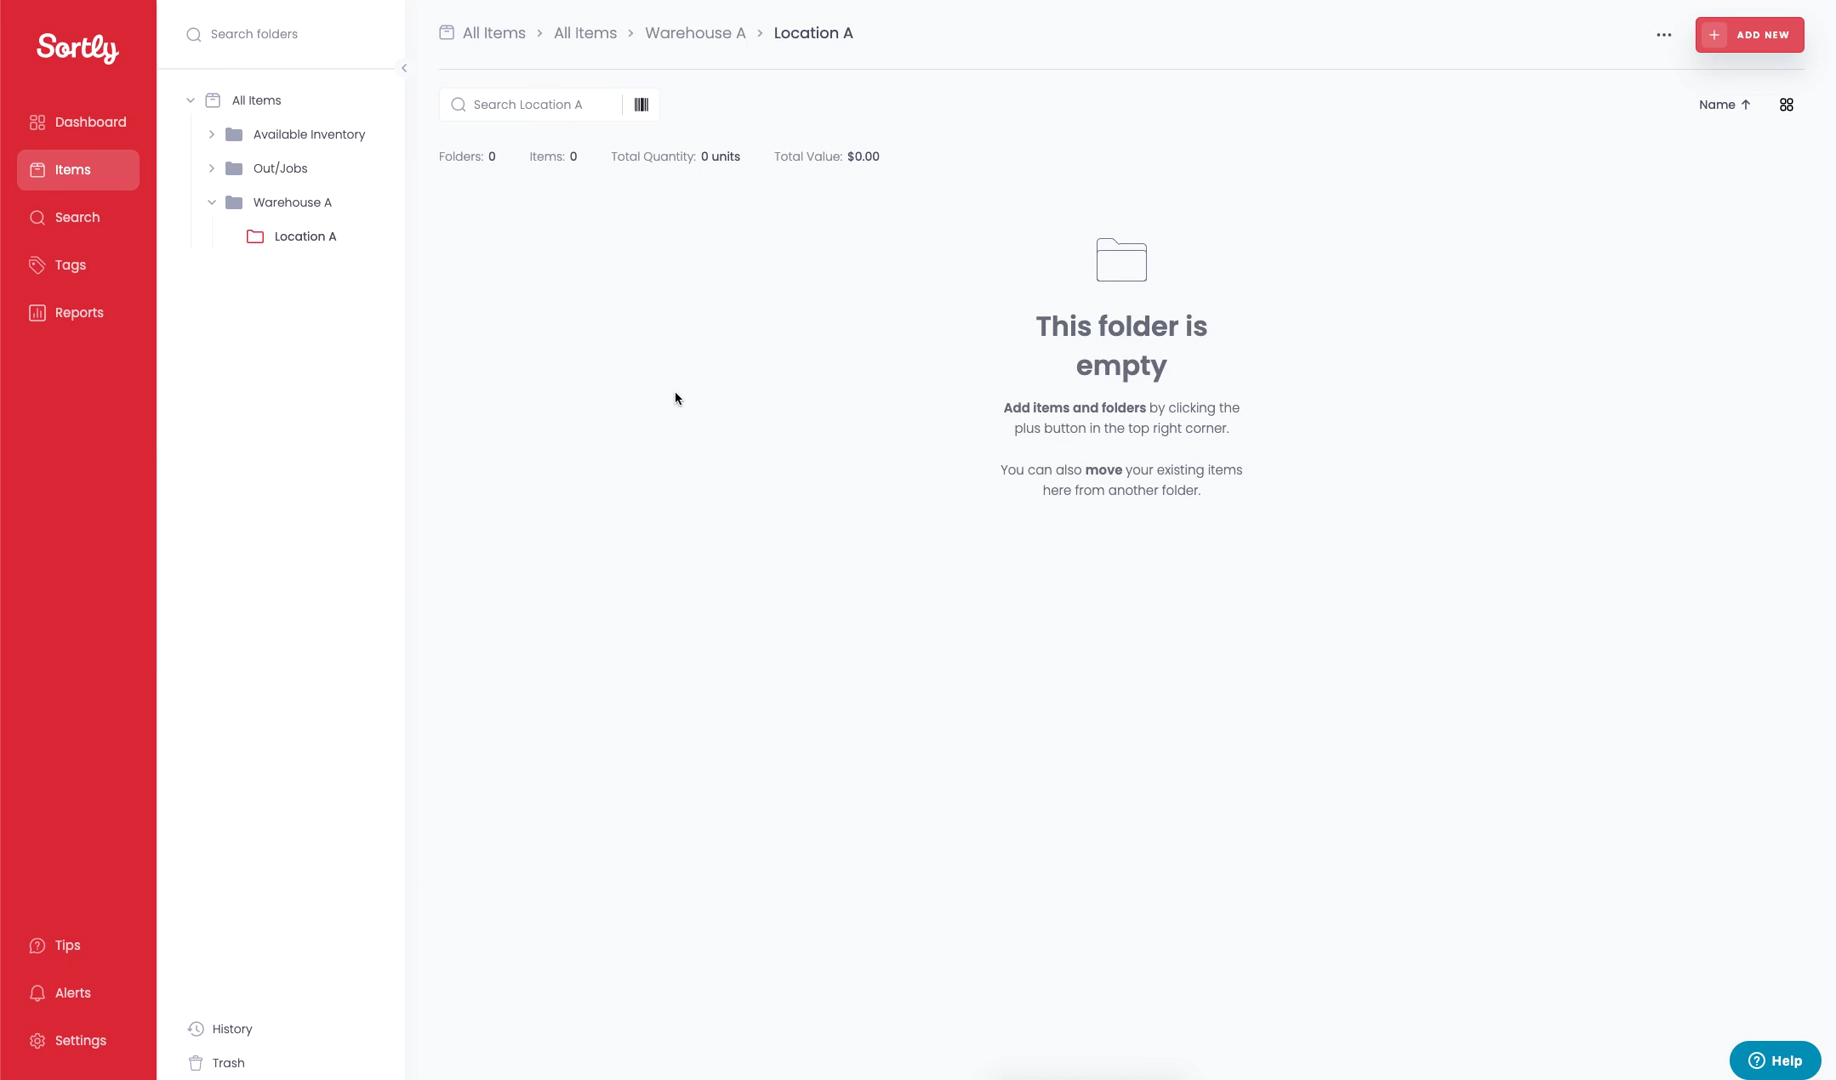 Sortly
Dashboard
Items
Search
Tags
Reports
Tips
Alerts
Settings
Search folders
All Items
Available Inventory
Out/Jobs
Warehouse A
Location A
History
Trash
All Items > All Items > Warehouse A > Location A
ADD NEW
Search Location A
Name
Folders: 0 Items: 0 Total Quantity: 0 units Total Value: $0.00
This folder is
empty
Add items and folders by clicking the
plus button in the top right corner.
You can also move your existing items
here from another folder.
Help